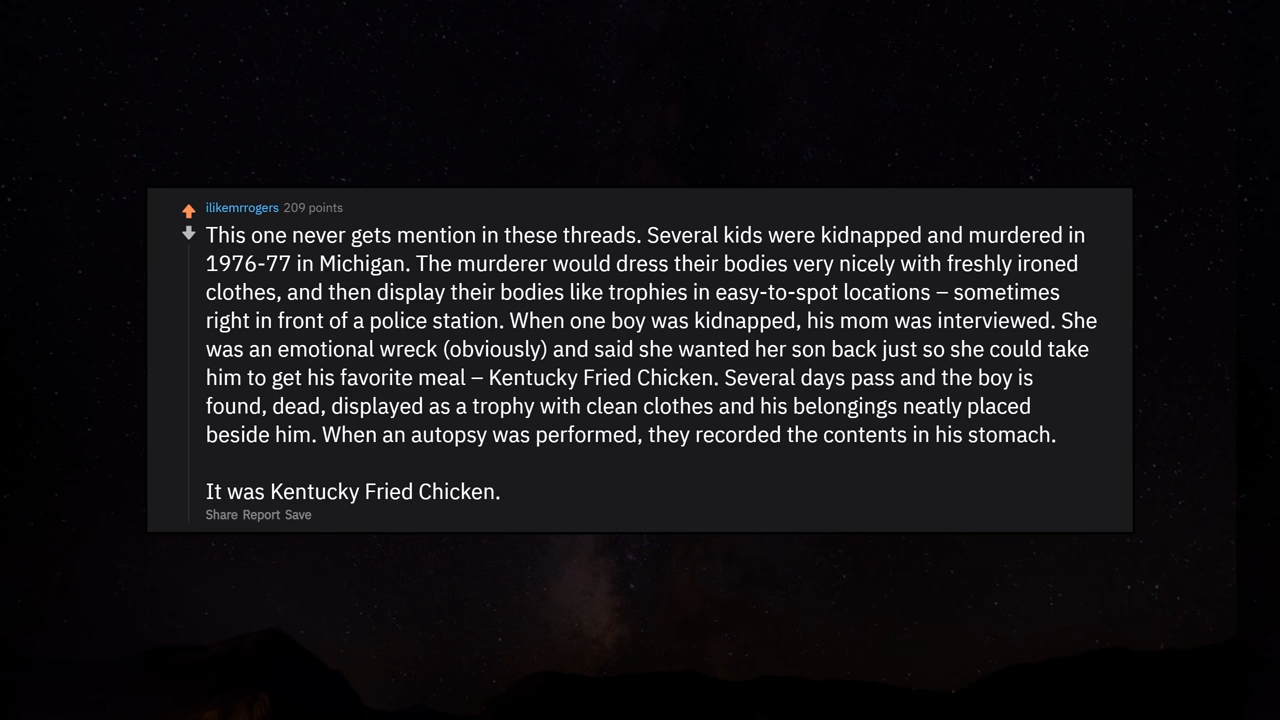 ilikemrrogers 209 points
This one never gets mention in these threads. Several kids were kidnapped and murdered in
1976-77 in Michigan. The murderer would dress their bodies very nicely with freshly ironed
clothes, and then display their bodies like trophies in easy-to-spot locations – sometimes
right in front of a police station. When one boy was kidnapped, his mom was interviewed. She
was an emotional wreck (obviously) and said she wanted her son back just so she could take
him to get his favorite meal – Kentucky Fried Chicken. Several days pass and the boy is
found, dead, displayed as a trophy with clean clothes and his belongings neatly placed
beside him. When an autopsy was performed, they recorded the contents in his stomach.
It was Kentucky Fried Chicken.
Share Report Save